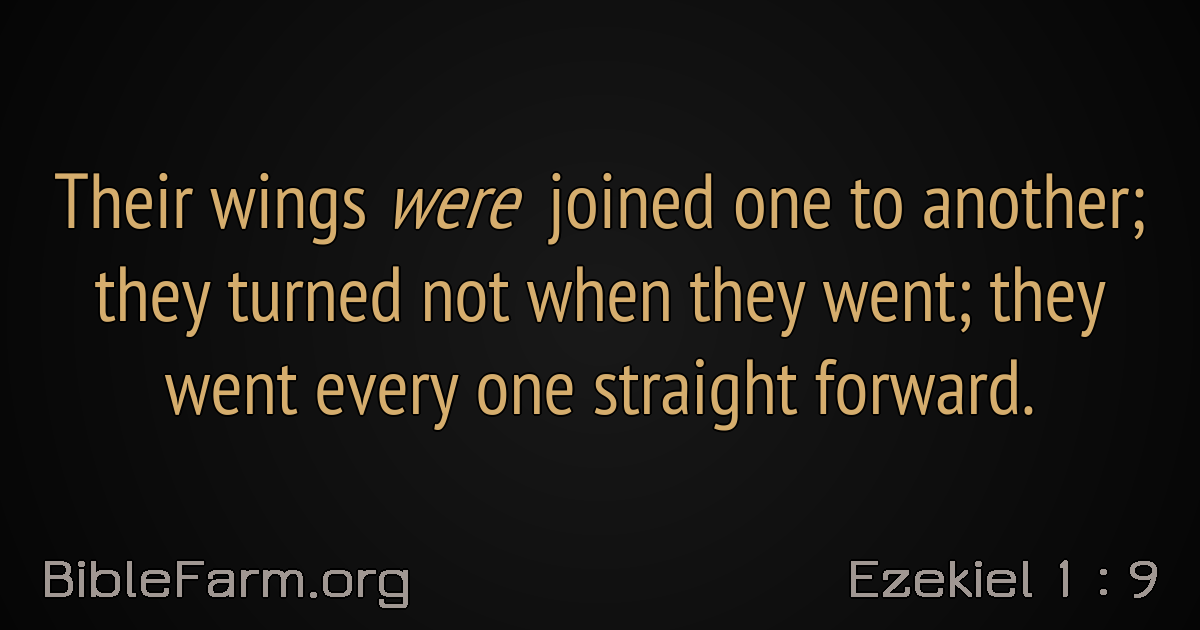 Their wings were joined one to another;
they turned not when they went; they
went every one straight forward.
BibleFarm.org
Ezekiel 1 : 9